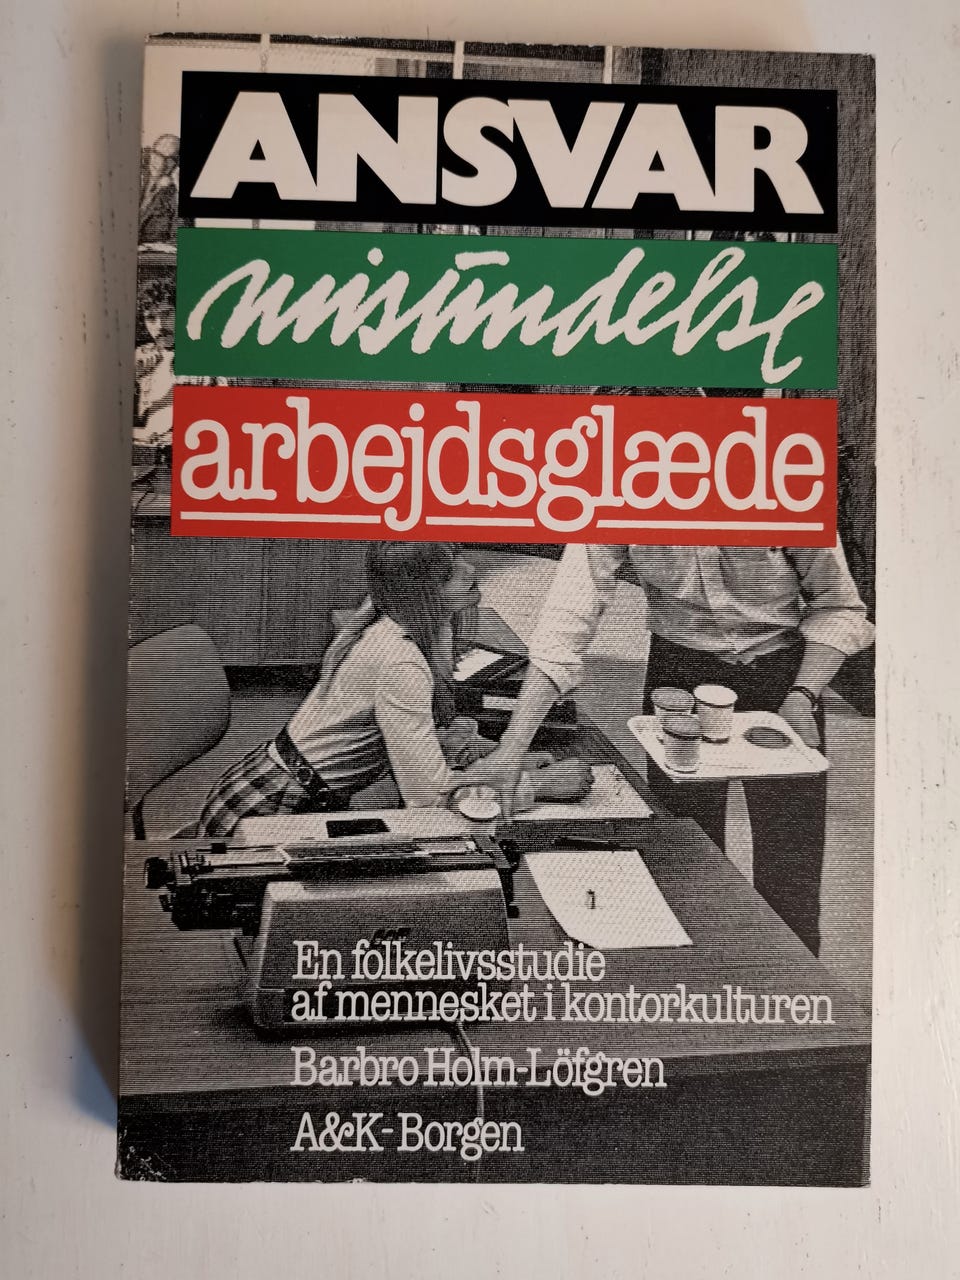 ANSVAR
misundelse
arbejdsglæde
En folkelivsstudie
af mennesket i kontorkulturen
Barbro Holm-Löfgren
A&K-Borgen